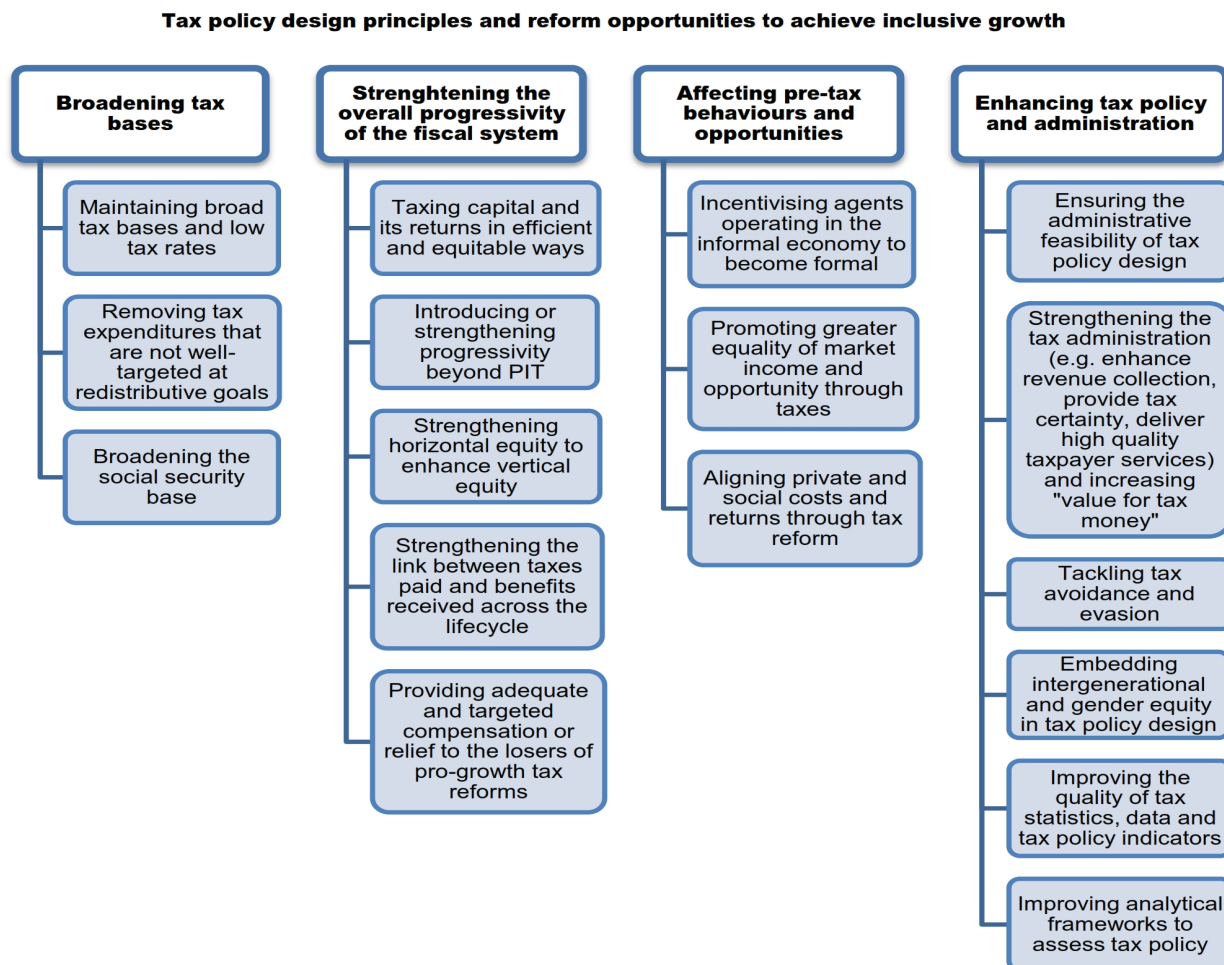 Tax policy design principles and reform opportunities to achieve inclusive growth
Broadening tax
bases
Maintaining broad
tax bases and low
tax rates
Removing tax
expenditures that
are not well-
targeted at
redistributive goals
Broadening the
social security
base
Strenghtening the
overall progressivity
of the fiscal system
Taxing capital and
its returns in efficient
and equitable ways
Introducing or
strengthening
progressivity
beyond PIT
Strengthening
horizontal equity to
enhance vertical
equity
Strengthening the
link between taxes
paid and benefits
received across the
lifecycle
Providing adequate
and targeted
compensation or
relief to the losers of
pro-growth tax
reforms
Affecting pre-tax
behaviours and
opportunities
Incentivising agents
operating in the
informal economy to
become formal
Promoting greater
equality of market
income and
opportunity through
taxes
Aligning private and
social costs and
returns through tax
reform
Enhancing tax policy
and administration
Ensuring the
administrative
feasibility of tax
policy design
Strengthening the
tax administration
(e.g. enhance
revenue collection,
provide tax
certainty, deliver
high quality
taxpayer services)
and increasing
"value for tax
money"
Tackling tax
avoidance and
evasion
Embedding
intergenerational
and gender equity
in tax policy design
Improving the
quality of tax
statistics, data and
tax policy indicators
Improving analytical
frameworks to
assess tax policy